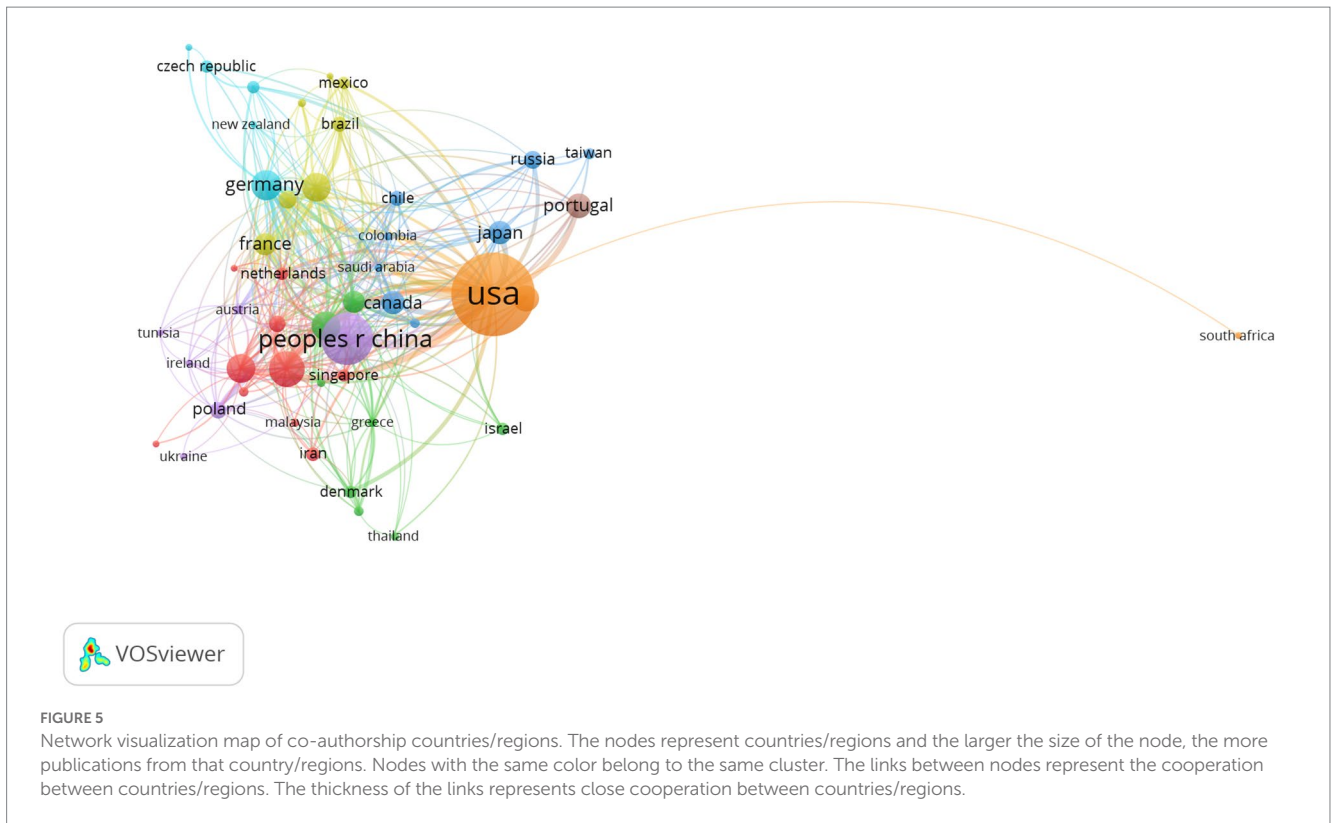 czech republic
mexico
new zealand
brazil
russia
taiwan
germany
chile
portugal
france
colombia
japan
netherlands
saudi arabia
usa
austria
canada
tunisia
peoples r china
south africa
ireland
singapore
poland
malaysia
greece
israel
ukraine
iran
denmark
thailand
VOSviewer
FIGURE 5
Network visualization map of co-authorship countries/regions. The nodes represent countries/regions and the larger the size of the node, the more
publications from that country/regions. Nodes with the same color belong to the same cluster. The links between nodes represent the cooperation
between countries/regions. The thickness of the links represents close cooperation between countries/regions.